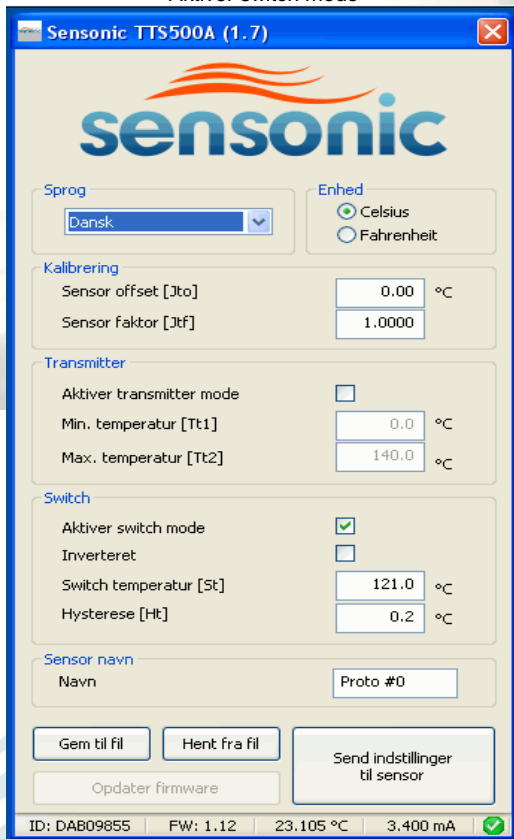 Aktiver switch mode
Sensonic TTS500A (1.7)
sensonic
Sprog
Dansk
Enhed
Celsius
Fahrenheit
Kalibrering
Sensor offset [Jto] 0.00 °C
Sensor faktor [Jtf] 1.0000
Transmitter
Aktiver transmitter mode
Min. temperatur [Tt1] 0.0 °C
Max. temperatur [Tt2] 140.0 °C
Switch
Aktiver switch mode
Inverteret
Switch temperatur [St] 121.0 °C
Hysterese [Ht] 0.2 °C
Sensor navn
Navn Proto #0
Gem til fil
Hent fra fil
Send indstillinger
til sensor
Opdater firmware
ID: DAB09855 FW: 1.12 23.105 °C 3.400 mA